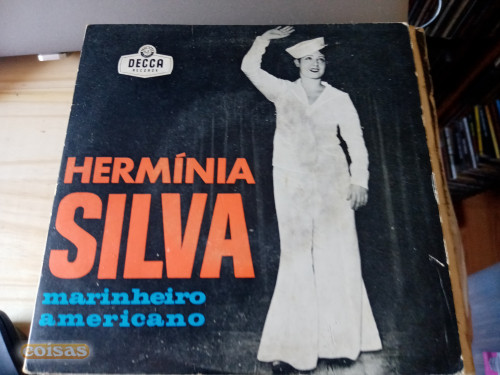 DECCA
RECORDS
HERMÍNIA
SILVA
marinheiro
americano
coisas